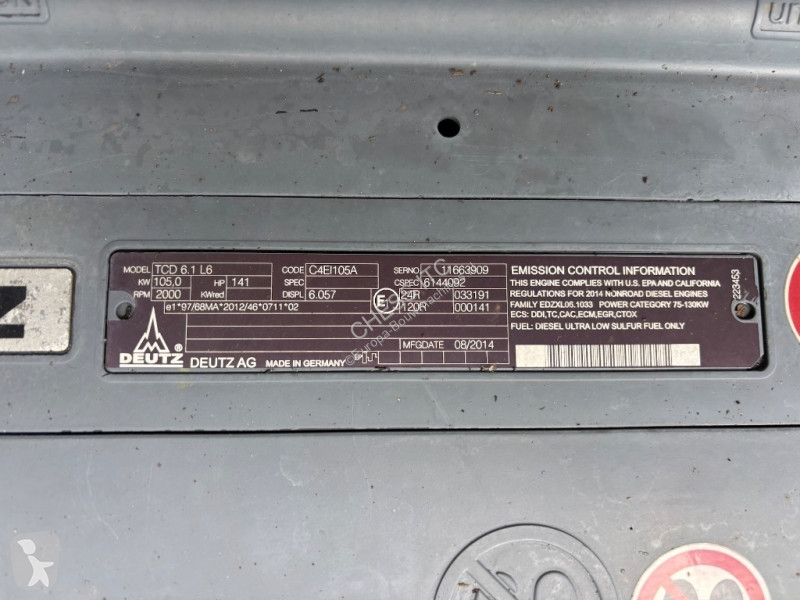 MODEL TCD 6.1 L6 CODE C4EI105A SERNO 11663909
KW 105.0 HP 141 SPEC CSPEC 6144092
RPM 2000 KWred DISPL 6.057 E 24R 033191
e1*97/68MA*2012/46*0711*02 120R 000141
DEUTZ ® DEUTZ AG MADE IN GERMANY MFGDATE 08/2014
EMISSION CONTROL INFORMATION
THIS ENGINE COMPLIES WITH U.S. EPA AND CALIFORNIA
REGULATIONS FOR 2014 NONROAD DIESEL ENGINES
FAMILY EDZXL06.1033 POWER CATEGORY 75-130KW
ECS: DDI,TC,CAC,ECM,EGR,CTOX
FUEL: DIESEL ULTRA LOW SULFUR FUEL ONLY
223453
Z